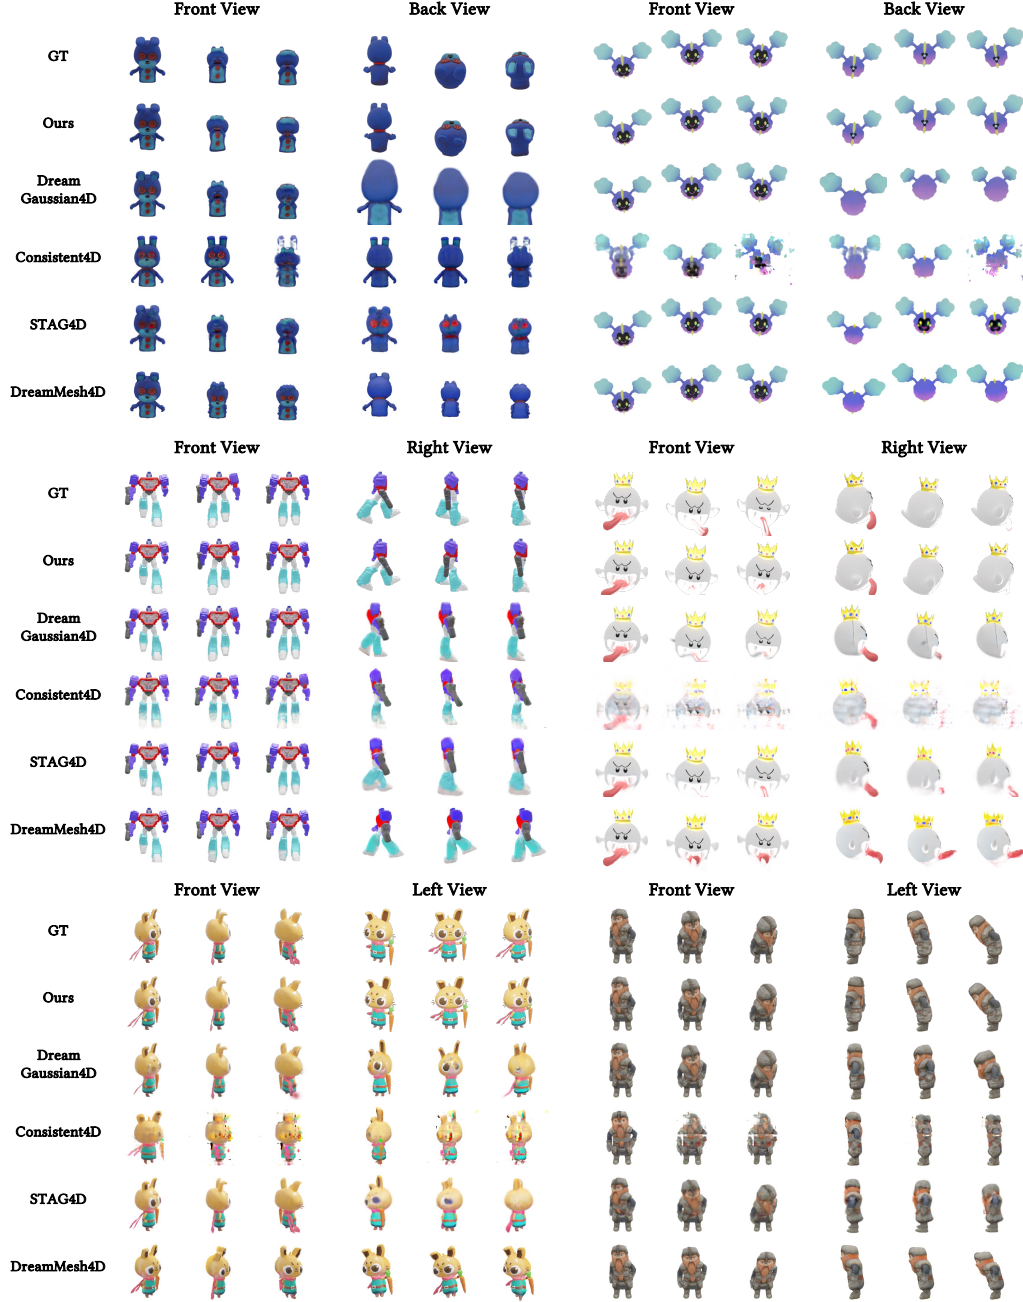 Front View Back View Front View Back View
GT
Ours
Dream
Gaussian4D
Consistent4D
STAG4D
DreamMesh4D
Front View Right View Front View Right View
GT
Ours
Dream
Gaussian4D
Consistent4D
STAG4D
DreamMesh4D
Front View Left View Front View Left View
GT
Ours
Dream
Gaussian4D
Consistent4D
STAG4D
DreamMesh4D